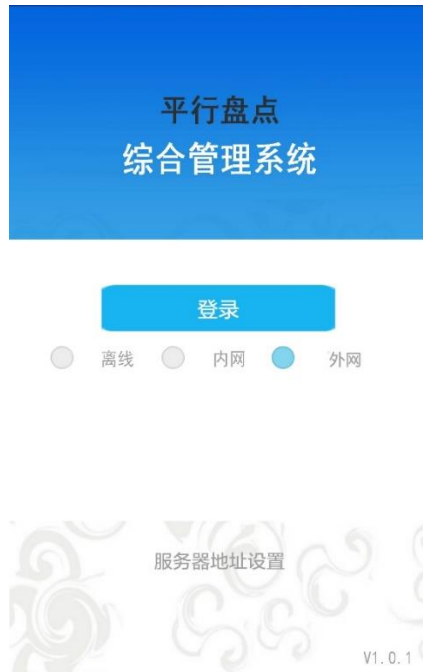 平行盘点
综合管理系统
登录
离线 内网 外网
服务器地址设置
V1.0.1